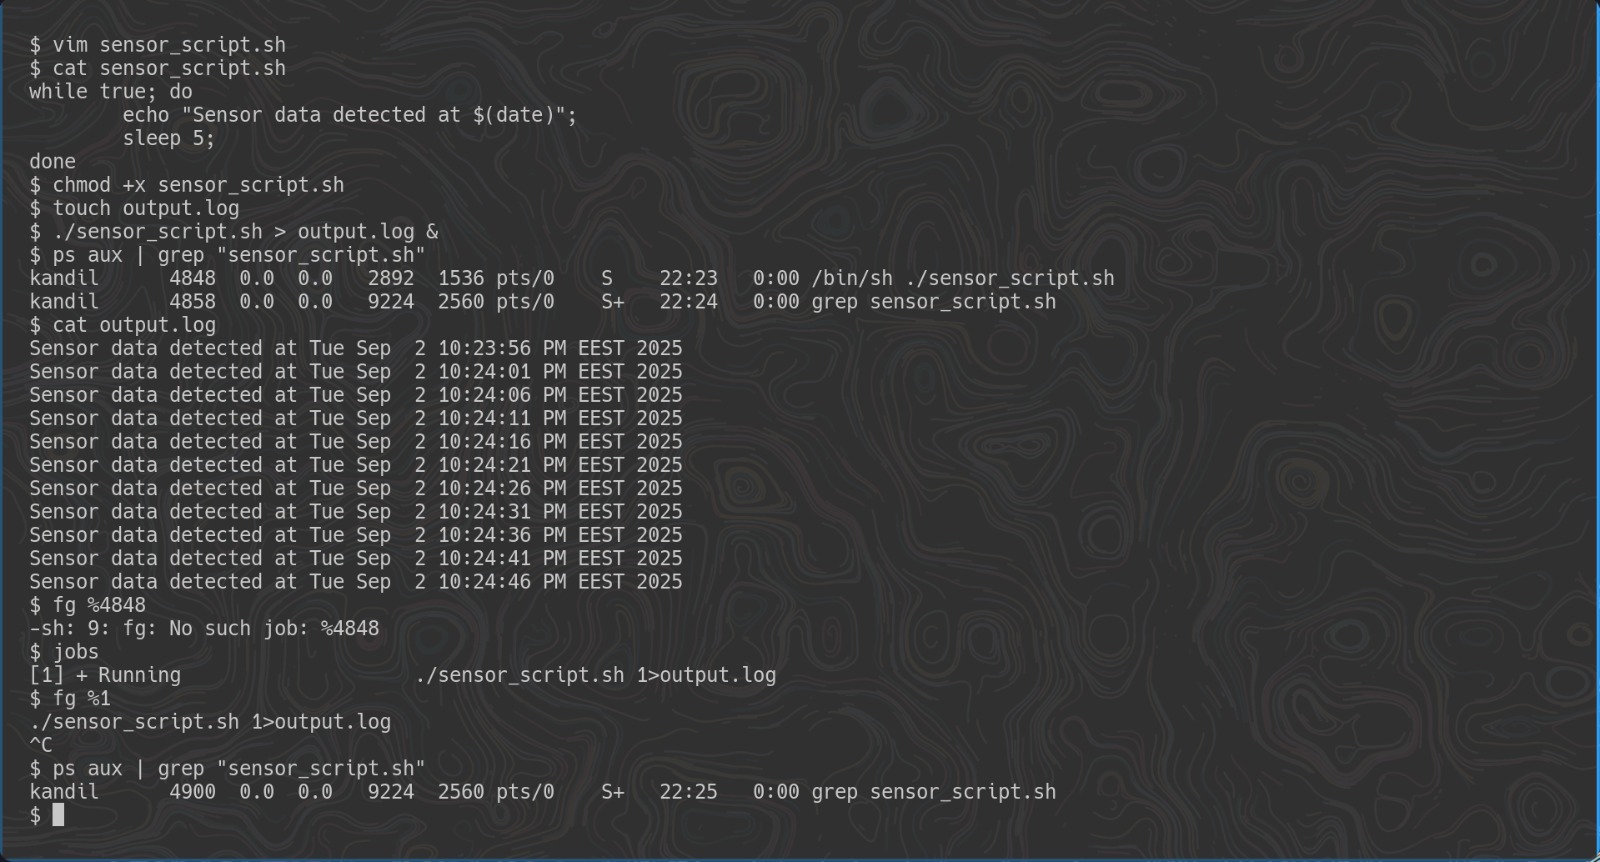 $ vim sensor_script.sh
$ cat sensor_script.sh
while true; do
        echo "Sensor data detected at $(date)";
        sleep 5;
done
$ chmod +x sensor_script.sh
$ touch output.log
$ ./sensor_script.sh > output.log &
$ ps aux | grep "sensor_script.sh"
kandil      4848  0.0  0.0   2892  1536 pts/0    S    22:23   0:00 /bin/sh ./sensor_script.sh
kandil      4858  0.0  0.0   9224  2560 pts/0    S+   22:24   0:00 grep sensor_script.sh
$ cat output.log
Sensor data detected at Tue Sep  2 10:23:56 PM EEST 2025
Sensor data detected at Tue Sep  2 10:24:01 PM EEST 2025
Sensor data detected at Tue Sep  2 10:24:06 PM EEST 2025
Sensor data detected at Tue Sep  2 10:24:11 PM EEST 2025
Sensor data detected at Tue Sep  2 10:24:16 PM EEST 2025
Sensor data detected at Tue Sep  2 10:24:21 PM EEST 2025
Sensor data detected at Tue Sep  2 10:24:26 PM EEST 2025
Sensor data detected at Tue Sep  2 10:24:31 PM EEST 2025
Sensor data detected at Tue Sep  2 10:24:36 PM EEST 2025
Sensor data detected at Tue Sep  2 10:24:41 PM EEST 2025
Sensor data detected at Tue Sep  2 10:24:46 PM EEST 2025
$ fg %4848
-sh: 9: fg: No such job: %4848
$ jobs
[1] + Running                    ./sensor_script.sh 1>output.log
$ fg %1
./sensor_script.sh 1>output.log
^C
$ ps aux | grep "sensor_script.sh"
kandil      4900  0.0  0.0   9224  2560 pts/0    S+   22:25   0:00 grep sensor_script.sh
$